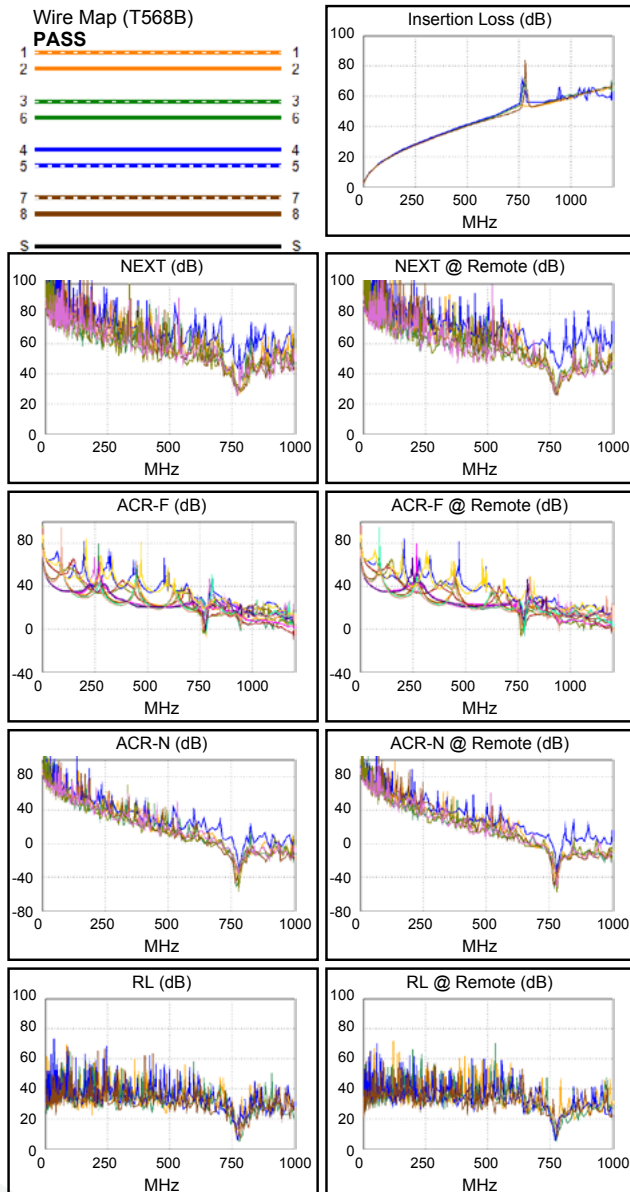 Wire Map (T568B)
PASS
1 1
2 2
3 3
6 6
4 4
5 5
7 7
8 8
S S
Insertion Loss (dB)
100
80
60
40
20
0
0 250 500 750 1000
MHz
NEXT (dB)
100
80
60
40
20
0
0 250 500 750 1000
MHz
NEXT @ Remote (dB)
100
80
60
40
20
0
0 250 500 750 1000
MHz
ACR-F (dB)
80
40
0
-40
0 250 500 750 1000
MHz
ACR-F @ Remote (dB)
80
40
0
-40
0 250 500 750 1000
MHz
ACR-N (dB)
80
40
0
-40
-80
0 250 500 750 1000
MHz
ACR-N @ Remote (dB)
80
40
0
-40
-80
0 250 500 750 1000
MHz
RL (dB)
100
80
60
40
20
0
0 250 500 750 1000
MHz
RL @ Remote (dB)
100
80
60
40
20
0
0 250 500 750 1000
MHz